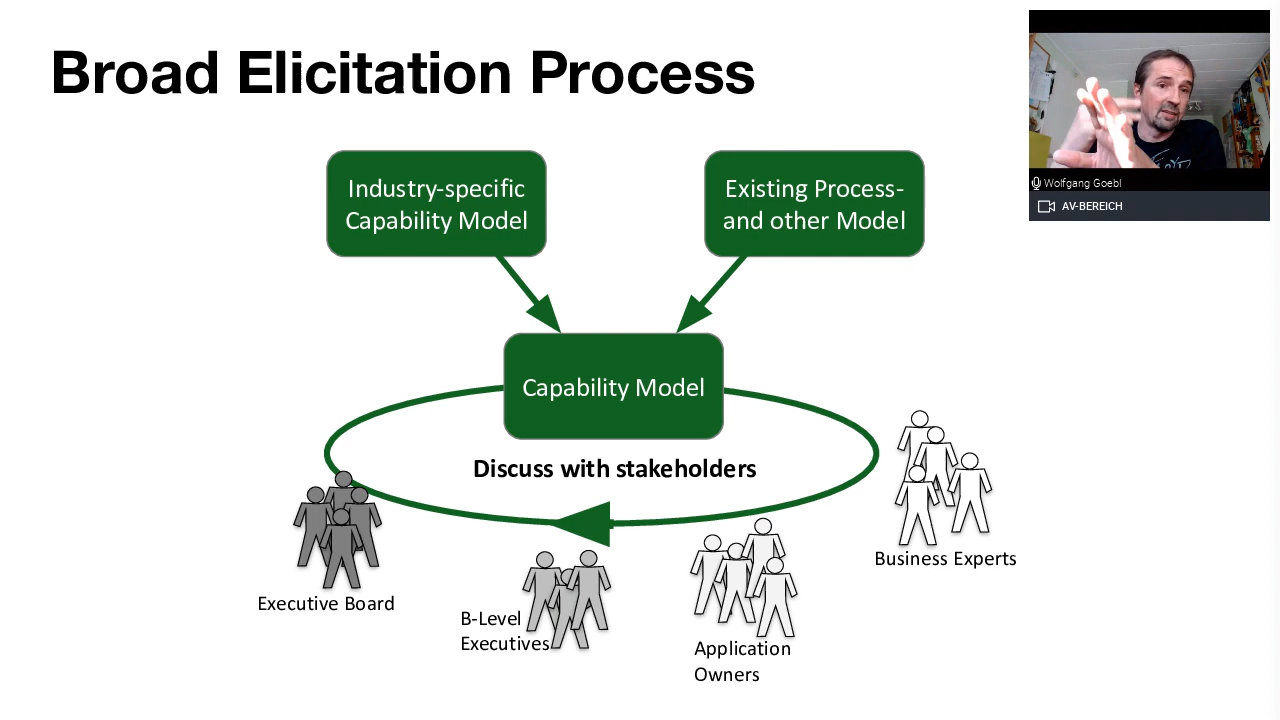 Broad Elicitation Process
Industry-specific
Capability Model
Existing Process-
and other Model
Wolfgang Goebl
AV-BEREICH
Capability Model
Discuss with stakeholders
Business Experts
Executive Board
B-Level
Executives
Application
Owners